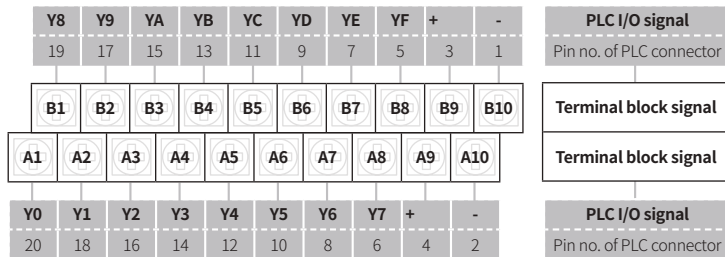 Y8 Y9 YA YB YC YD YE YF + - PLC I/O signal
19 17 15 13 11 9 7 5 3 1 Pin no. of PLC connector
B1 B2 B3 B4 B5 B6 B7 B8 B9 B10 Terminal block signal
A1 A2 A3 A4 A5 A6 A7 A8 A9 A10 Terminal block signal
Y0 Y1 Y2 Y3 Y4 Y5 Y6 Y7 + - PLC I/O signal
20 18 16 14 12 10 8 6 4 2 Pin no. of PLC connector